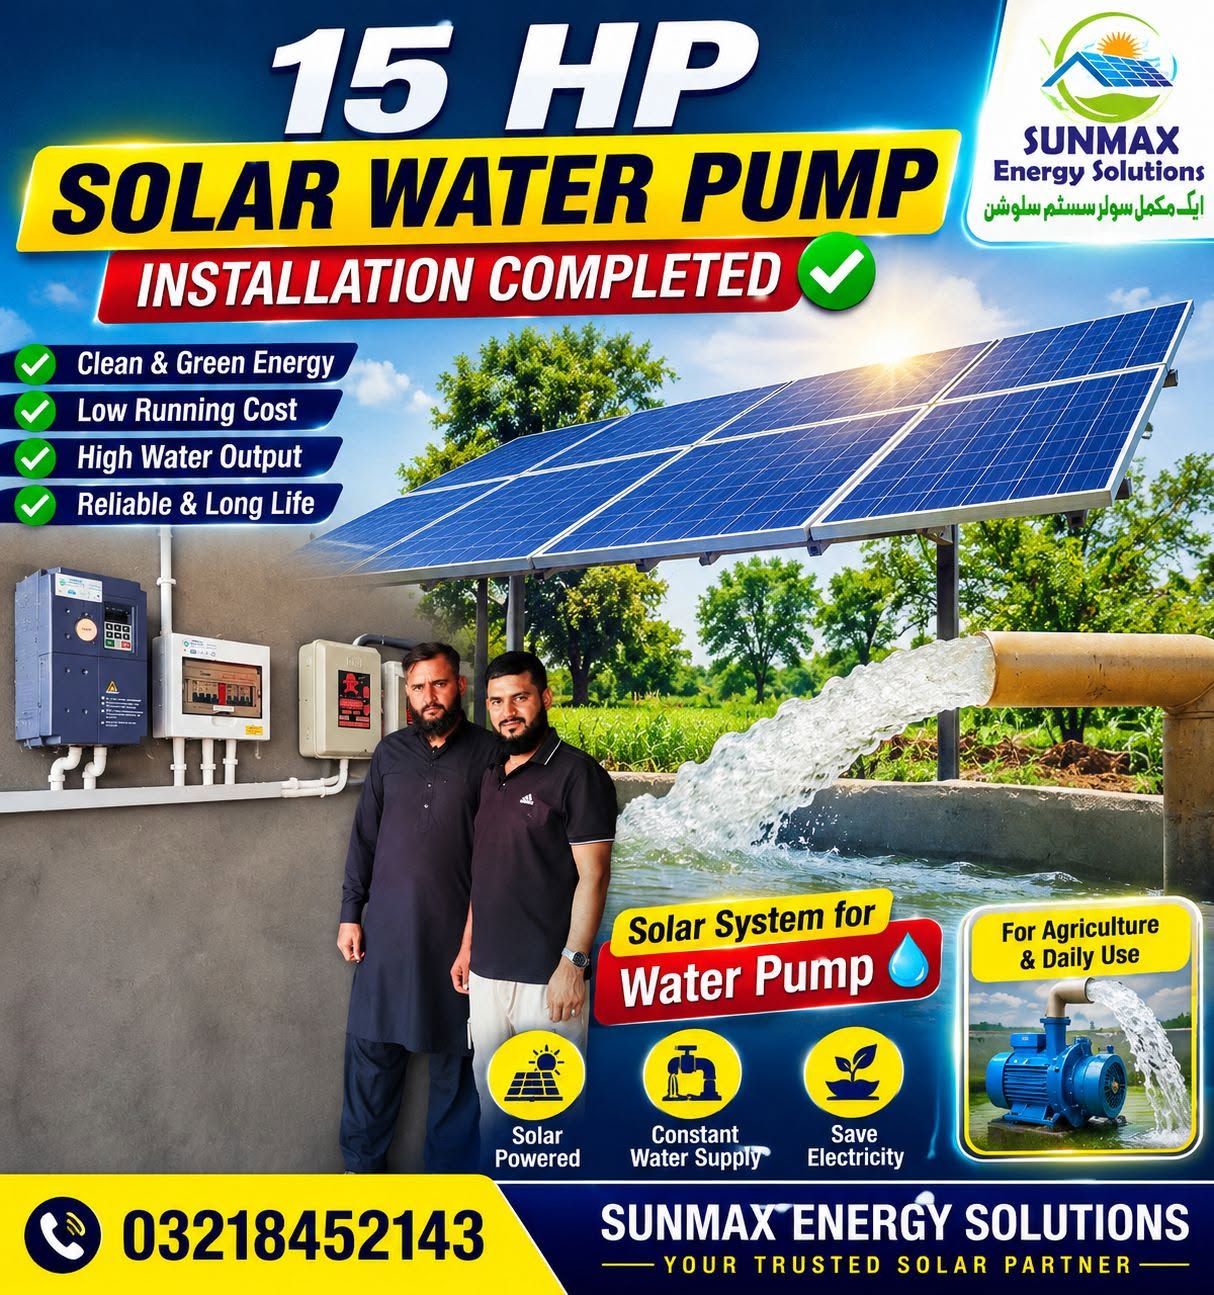 15 HP
SOLAR WATER PUMP
INSTALLATION COMPLETED
SUNMAX
Energy Solutions
ایک مکمل سولر سسٹم سلوشن
Clean & Green Energy
Low Running Cost
High Water Output
Reliable & Long Life
Solar System for
Water Pump
For Agriculture
& Daily Use
Solar
Powered
Constant
Water Supply
Save
Electricity
03218452143
SUNMAX ENERGY SOLUTIONS
YOUR TRUSTED SOLAR PARTNER